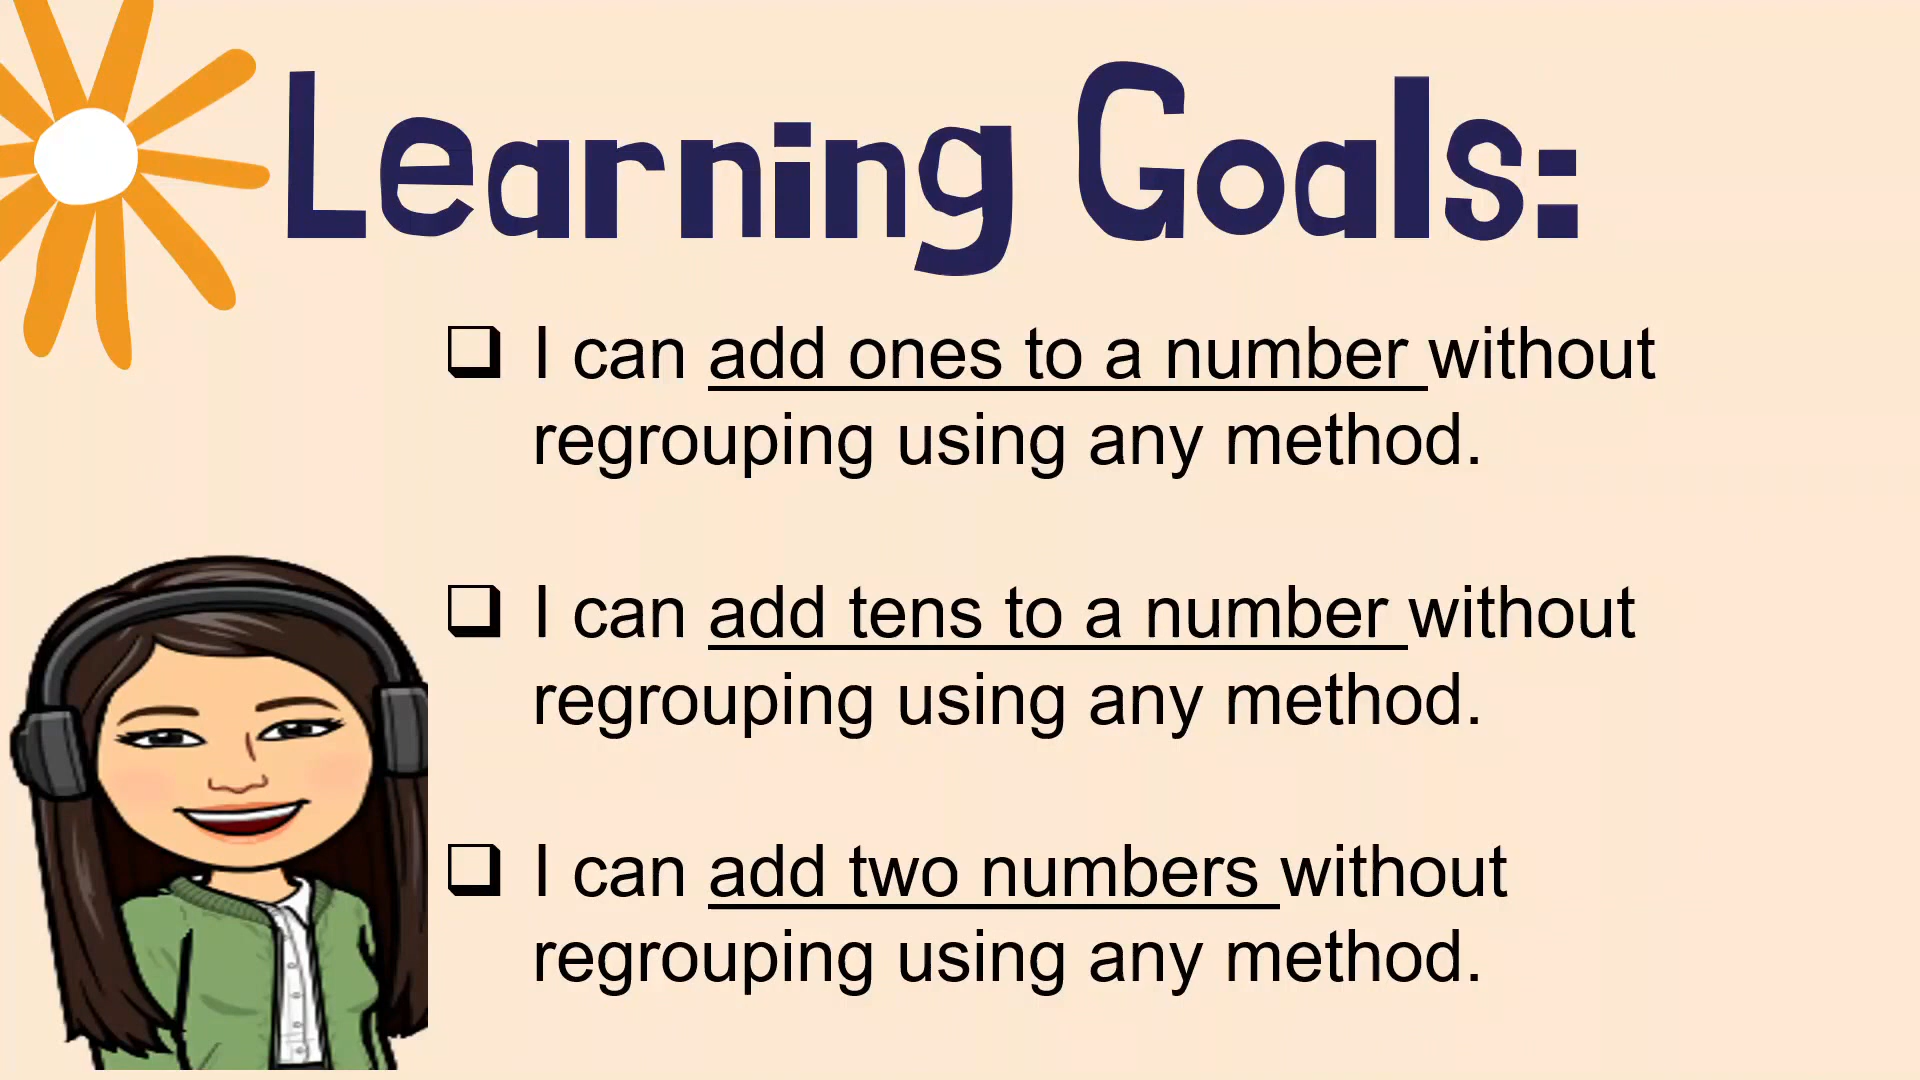 Learning Goals:
❑ I can add ones to a number without
regrouping using any method.
❑ I can add tens to a number without
regrouping using any method.
❑ I can add two numbers without
regrouping using any method.